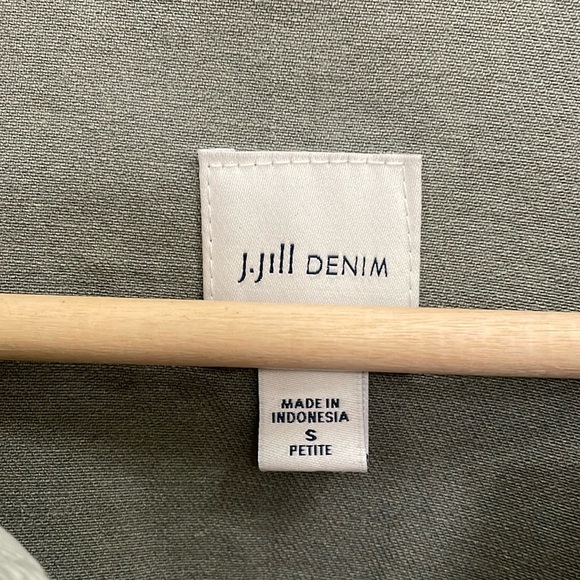 J.Jill DENIM
MADE IN
INDONESIA
S
PETITE